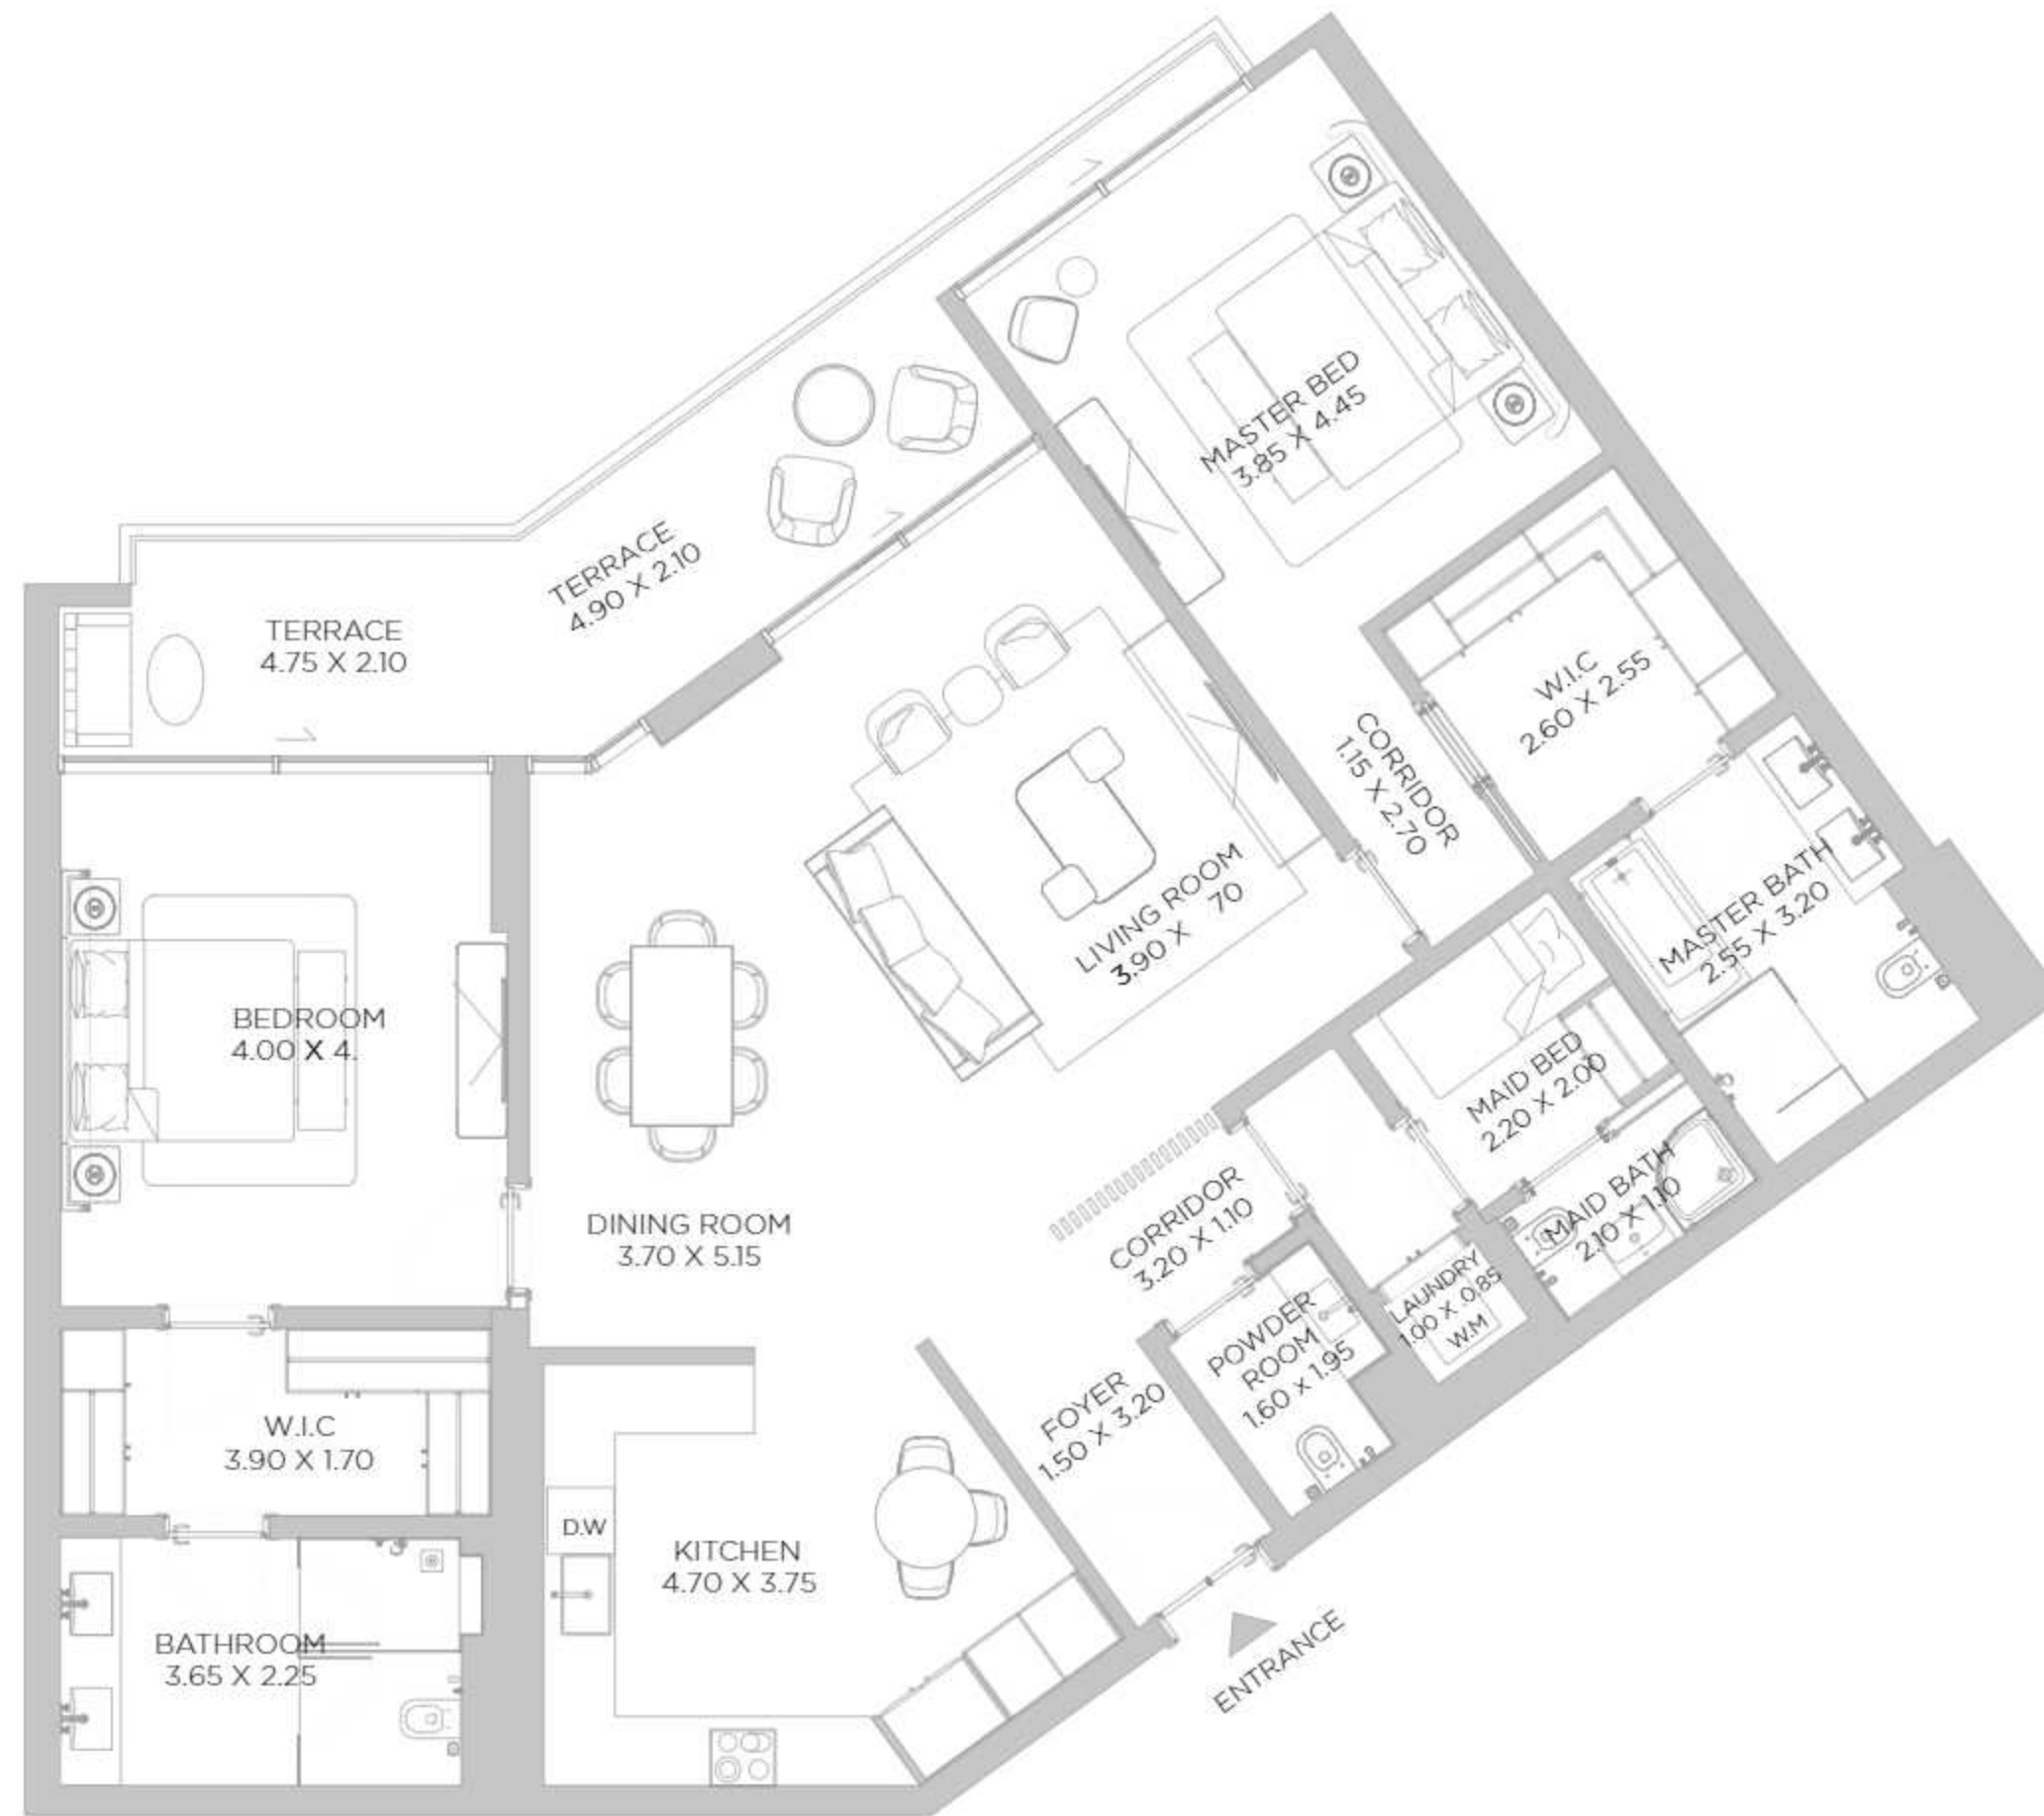 TERRACE
4.75 X 2.10
TERRACE
4.90 X 2.10
MASTER BED
3.85 X 4.45
W.I.C
2.60 X 2.55
CORRIDOR
1.15 X 2.70
MASTER BATH
2.55 X 3.20
LIVING ROOM
3.90 X 70
BEDROOM
4.00 X 4.
MAID BED
2.20 X 2.00
MAID BATH
2.10 X 1.10
DINING ROOM
3.70 X 5.15
CORRIDOR
3.20 X 1.10
LAUNDRY
1.00 X 0.85
W.M
POWDER
ROOM
1.60 x 1.95
FOYER
1.50 X 3.20
W.I.C
3.90 X 1.70
D.W
KITCHEN
4.70 X 3.75
BATHROOM
3.65 X 2.25
ENTRANCE